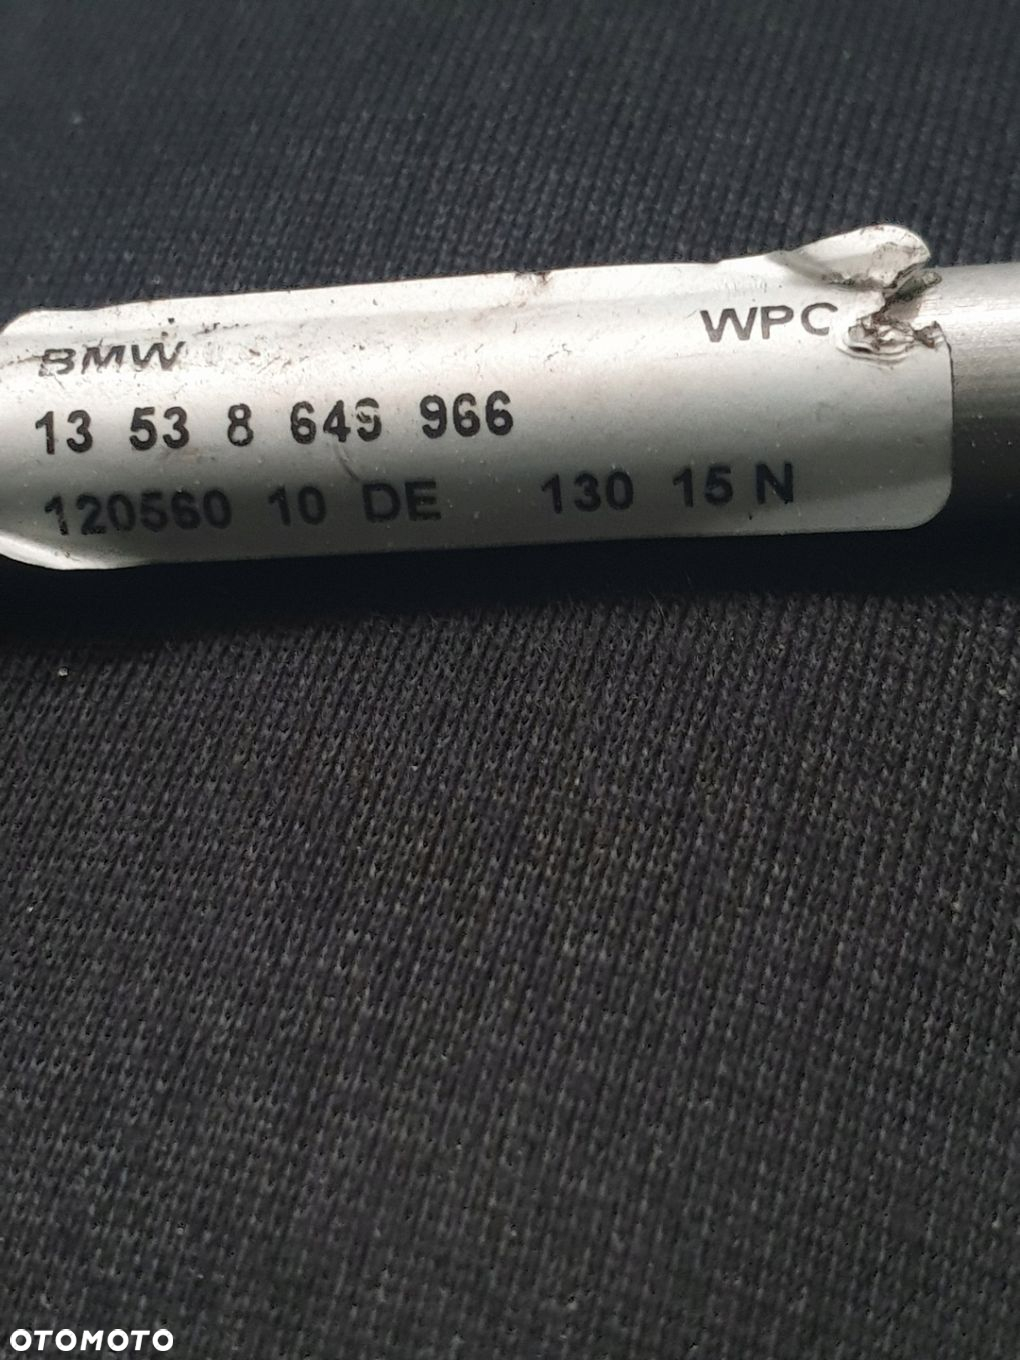 BMW WPC
13 53 8 649 966
120560 10 DE 130 15 N
OTOMOTO